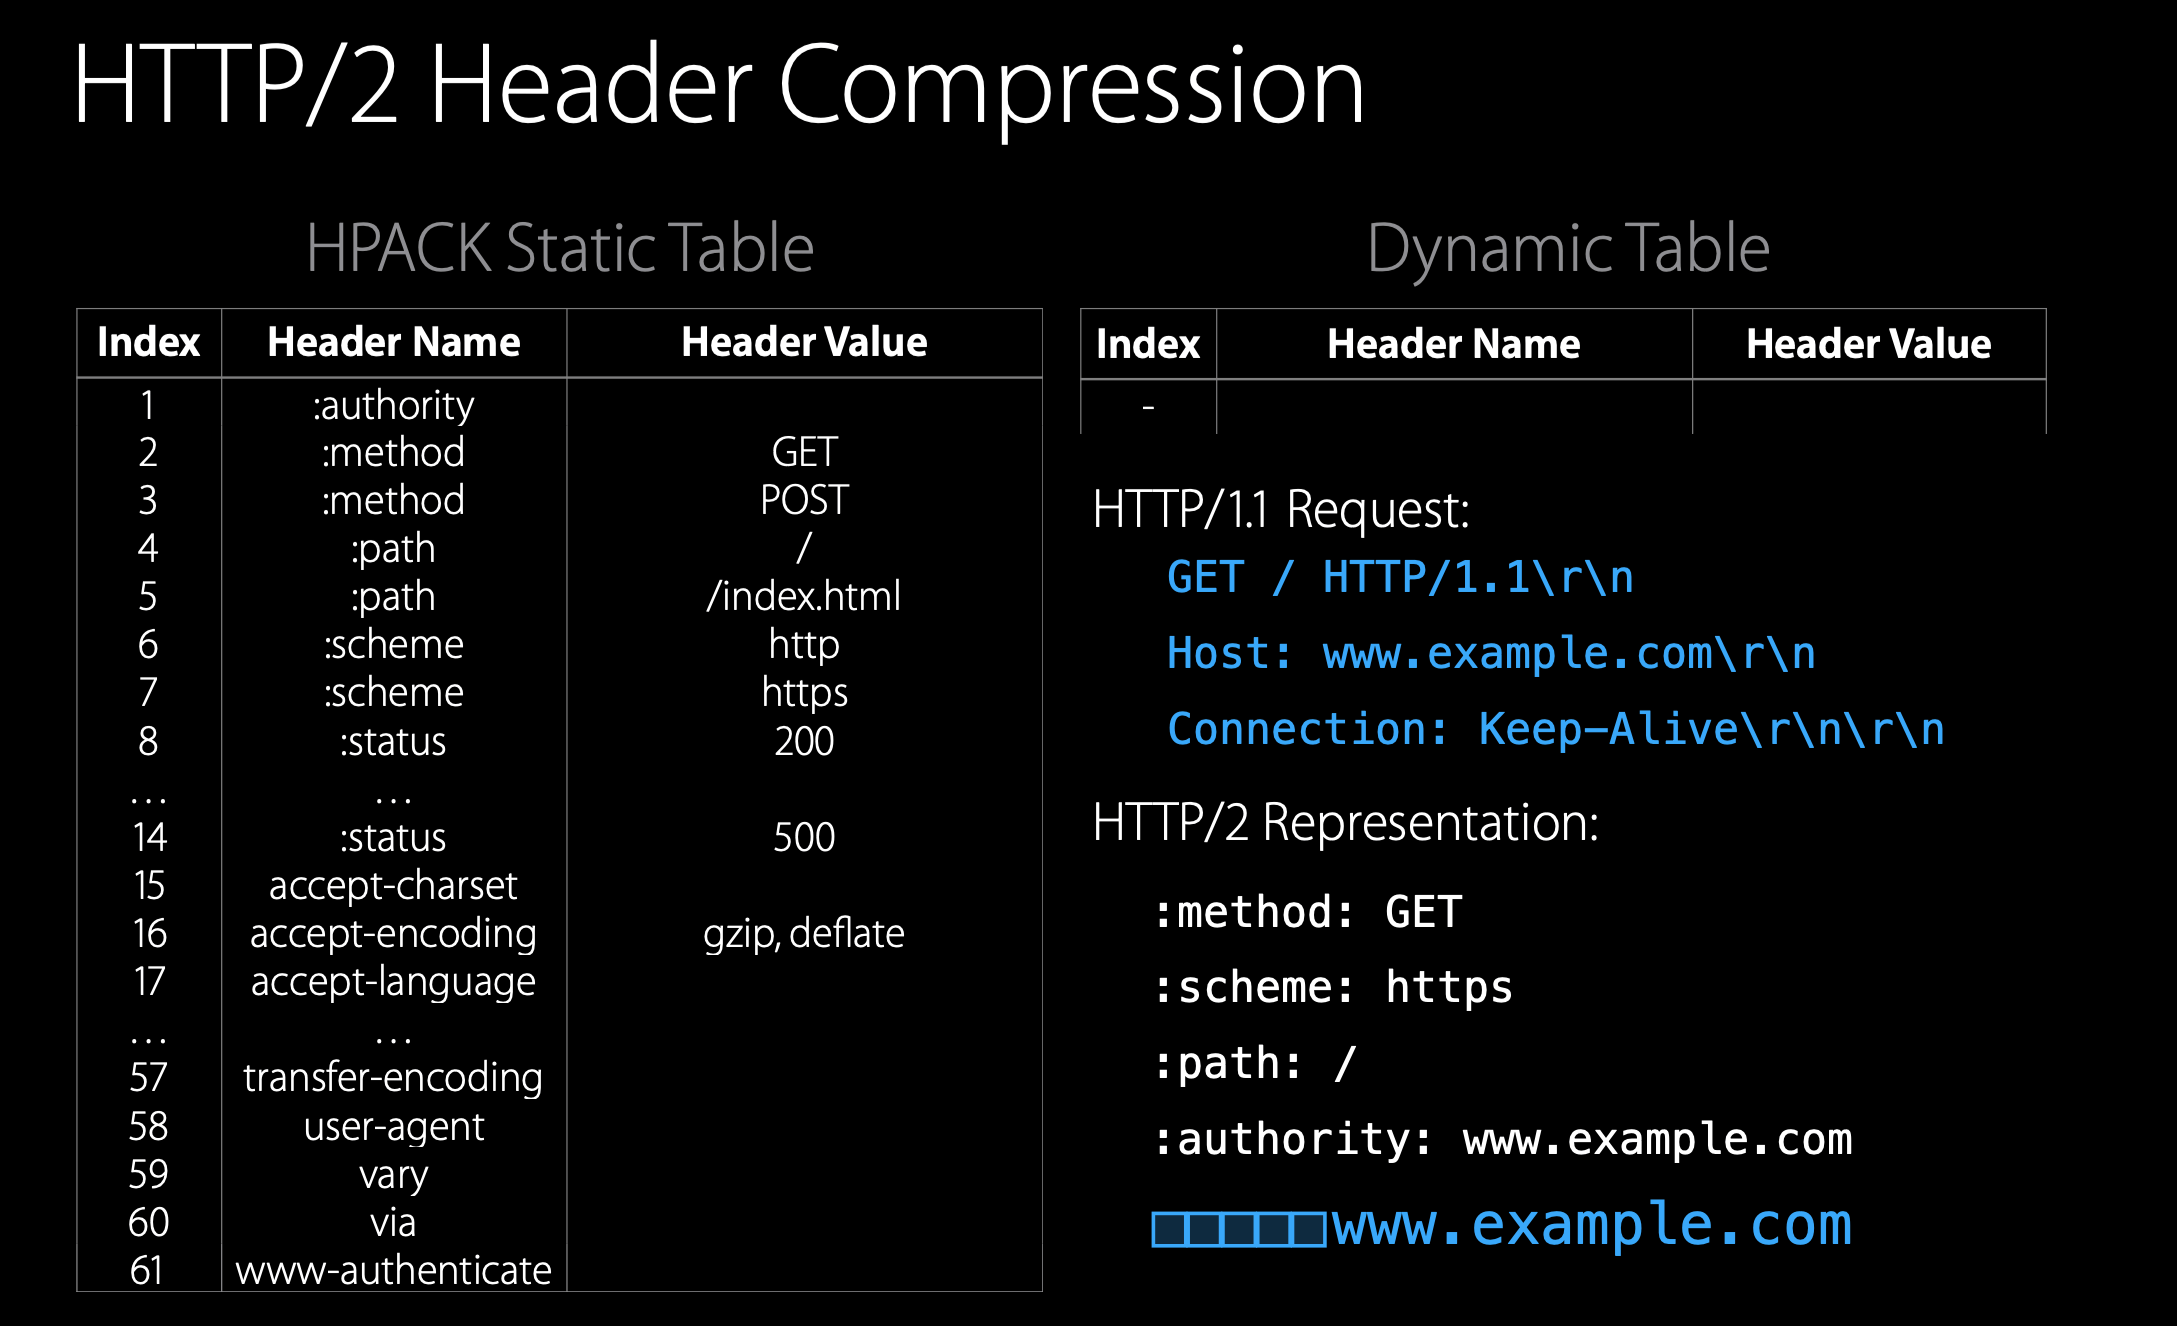 HTTP/2 Header Compression
HPACK Static Table
Index Header Name Header Value
1 :authority
2 :method GET
3 :method POST
4 :path /
5 :path /index.html
6 :scheme http
7 :scheme https
8 :status 200
... ...
14 :status 500
15 accept-charset
16 accept-encoding gzip, deflate
17 accept-language
... ...
57 transfer-encoding
58 user-agent
59 vary
60 via
61 www-authenticate
Dynamic Table
Index Header Name Header Value
-
HTTP/1.1 Request:
GET / HTTP/1.1\r\n
Host: www.example.com\r\n
Connection: Keep-Alive\r\n\r\n
HTTP/2 Representation:
:method: GET
:scheme: https
:path: /
:authority: www.example.com
www.example.com